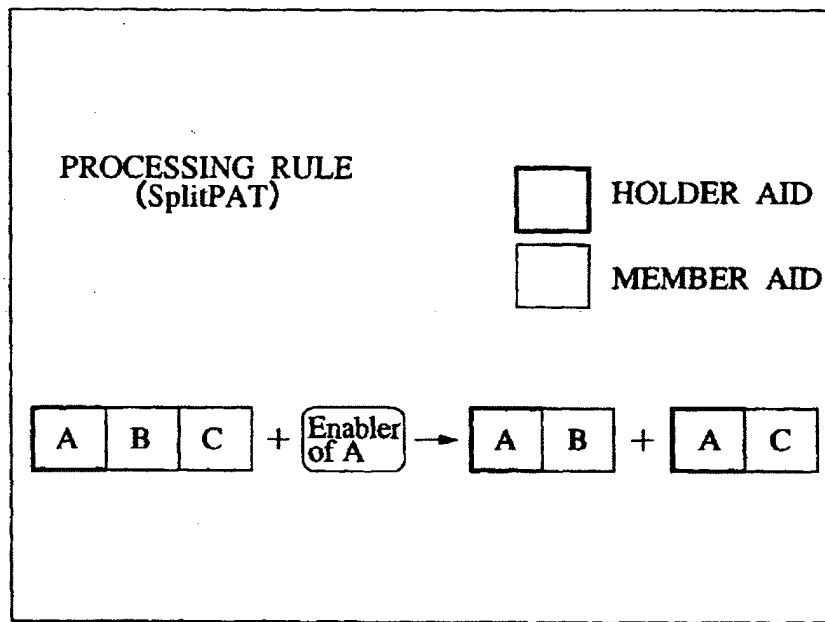 PROCESSING RULE
(SplitPAT)
HOLDER AID
MEMBER AID
A B C + Enabler of A → A B + A C